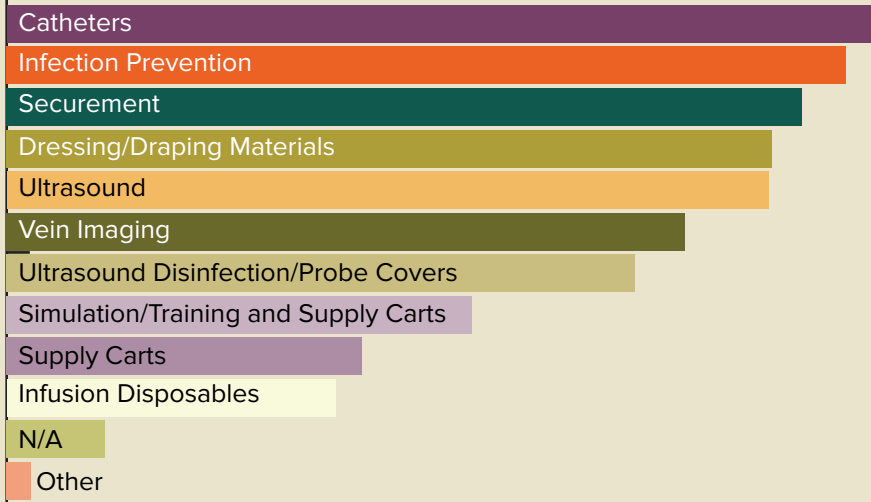 Catheters
Infection Prevention
Securement
Dressing/Draping Materials
Ultrasound
Vein Imaging
Ultrasound Disinfection/Probe Covers
Simulation/Training and Supply Carts
Supply Carts
Infusion Disposables
N/A
Other